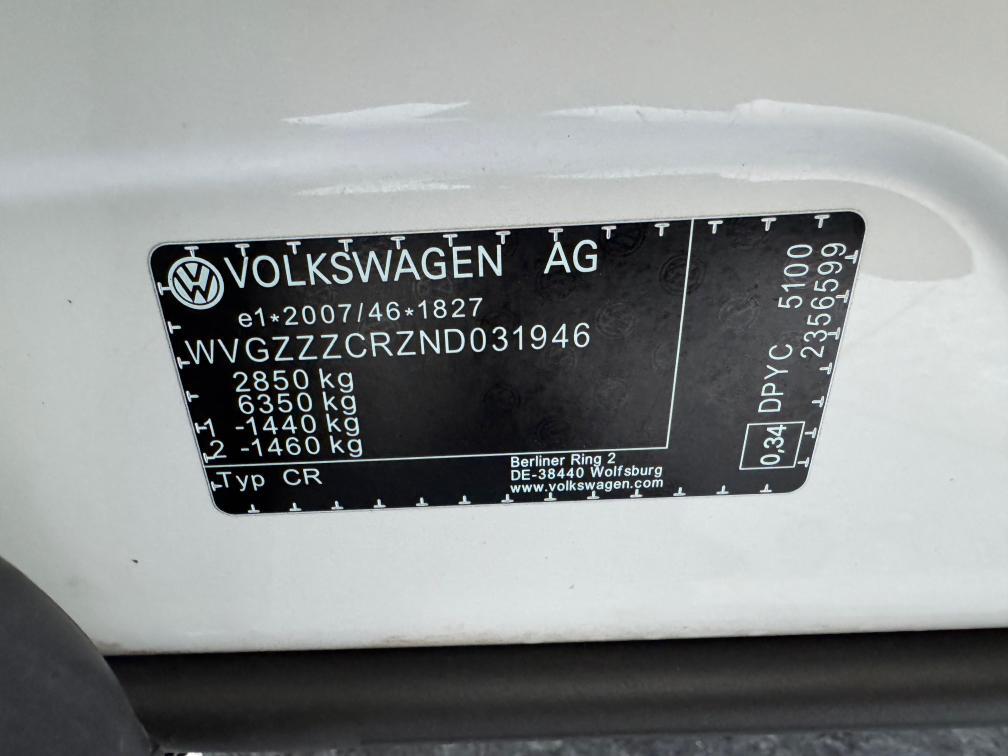 VOLKSWAGEN AG
e1*2007/46*1827
WVGZZZCRZND031946
2850 kg
6350 kg
1 -1440 kg
2 -1460 kg
Typ CR
Berliner Ring 2
DE-38440 Wolfsburg
www.volkswagen.com
0,34 DPYC 5100
2356599